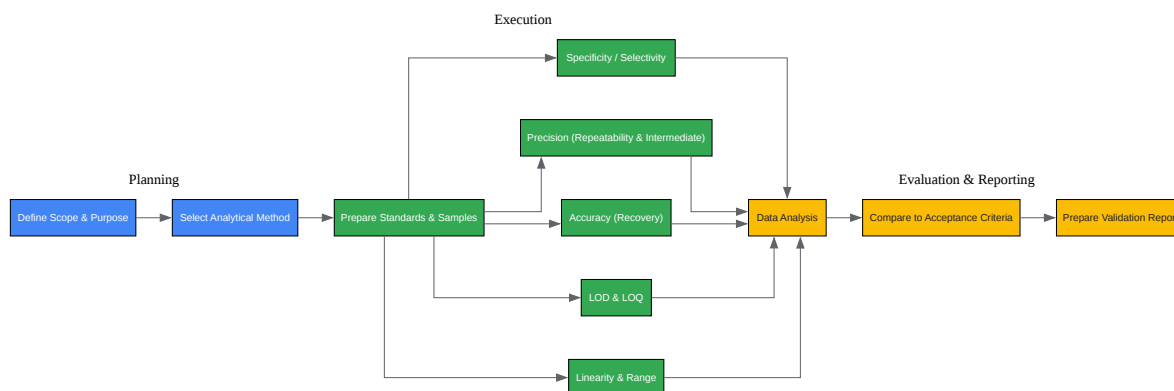 Execution
Specificity / Selectivity
Precision (Repeatability & Intermediate)
Planning
Evaluation & Reporting
Define Scope & Purpose
Select Analytical Method
Prepare Standards & Samples
Accuracy (Recovery)
Data Analysis
Compare to Acceptance Criteria
Prepare Validation Report
LOD & LOQ
Linearity & Range